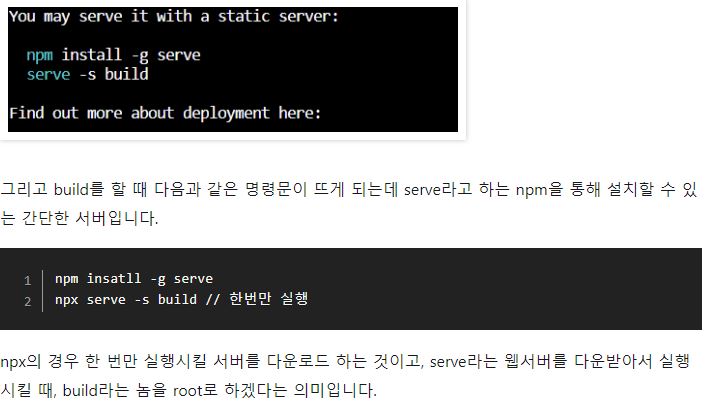 You may serve it with a static server:
npm install -g serve
serve -s build
Find out more about deployment here:
그리고 build를 할 때 다음과 같은 명령문이 뜨게 되는데 serve라고 하는 npm을 통해 설치할 수 있
는 간단한 서버입니다.
1 npm insatll -g serve
2 npx serve -s build // 한번만 실행
npx의 경우 한 번만 실행시킬 서버를 다운로드 하는 것이고, serve라는 웹서버를 다운받아서 실행
시킬 때, build라는 놈을 root로 하겠다는 의미입니다.